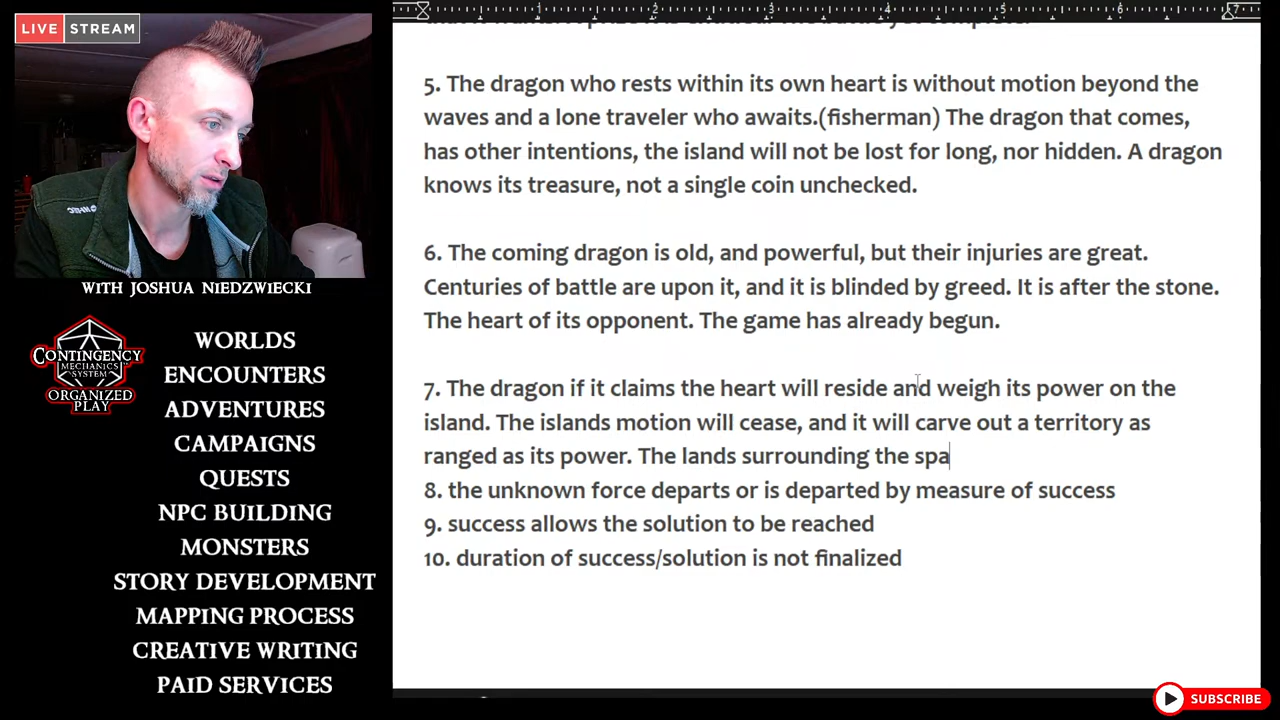 LIVE STREAM
WITH JOSHUA NIEDZWIECKI
CONTINGENCY
MECHANICS
SYSTEM
ORGANIZED
PLAY
WORLDS
ENCOUNTERS
ADVENTURES
CAMPAIGNS
QUESTS
NPC BUILDING
MONSTERS
STORY DEVELOPMENT
MAPPING PROCESS
CREATIVE WRITING
PAID SERVICES
1 2 3 4 5 6 7
5. The dragon who rests within its own heart is without motion beyond the
waves and a lone traveler who awaits.(fisherman) The dragon that comes,
has other intentions, the island will not be lost for long, nor hidden. A dragon
knows its treasure, not a single coin unchecked.
6. The coming dragon is old, and powerful, but their injuries are great.
Centuries of battle are upon it, and it is blinded by greed. It is after the stone.
The heart of its opponent. The game has already begun.
7. The dragon if it claims the heart will reside and weigh its power on the
island. The islands motion will cease, and it will carve out a territory as
ranged as its power. The lands surrounding the spa
8. the unknown force departs or is departed by measure of success
9. success allows the solution to be reached
10. duration of success/solution is not finalized
SUBSCRIBE